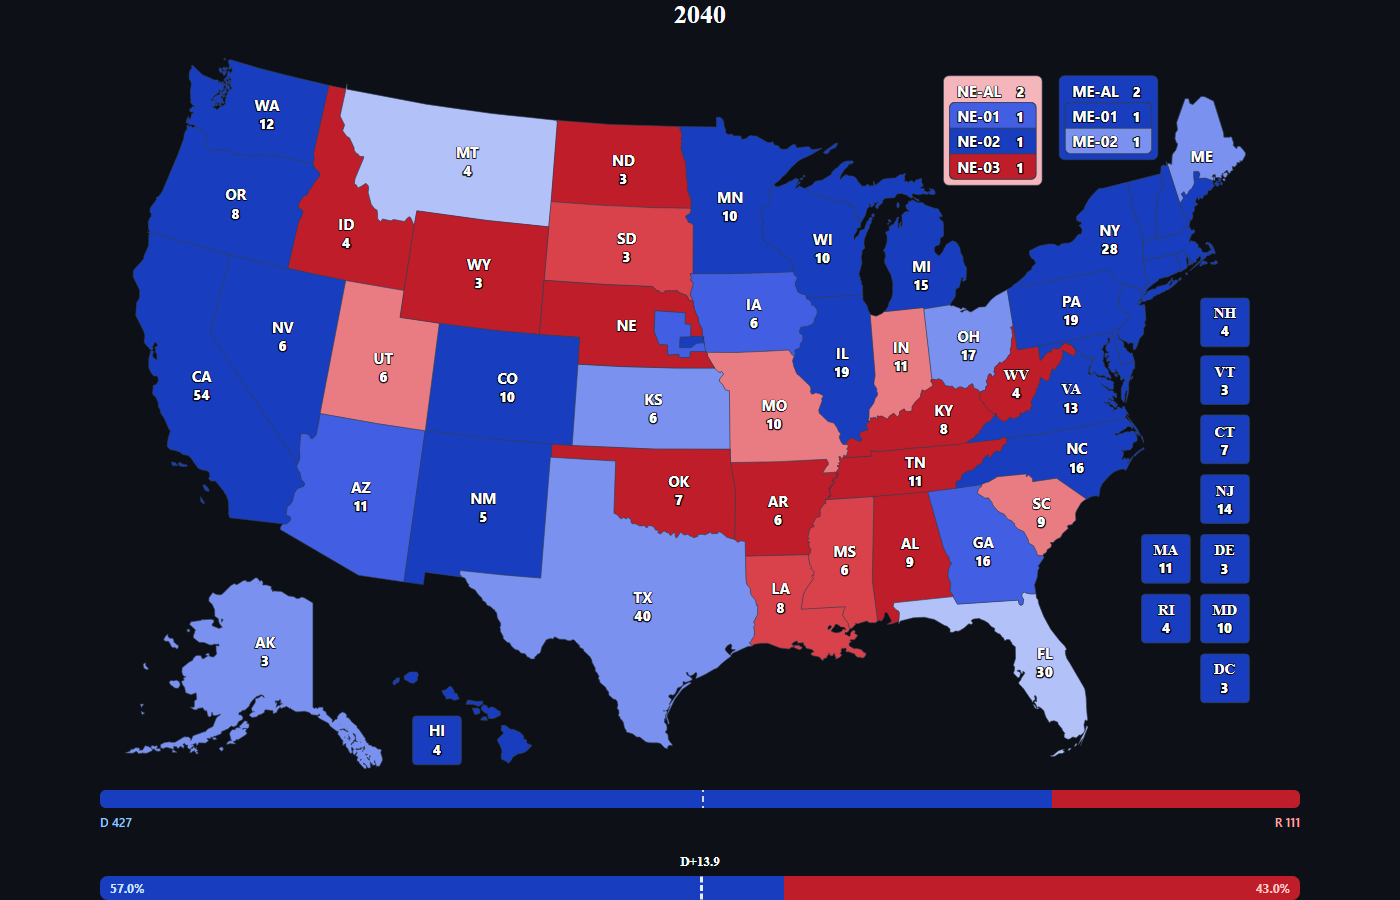 2040
NE-AL 2
NE-01 1
NE-02 1
NE-03 1
ME-AL 2
ME-01 1
ME-02 1
WA
12
MT
4
ND
3
ME
OR
8
ID
4
MN
10
SD
3
WY
3
WI
10
NY
28
MI
15
NE
IA
6
PA
19
NV
6
UT
6
CO
10
IL
19
IN
11
OH
17
CA
54
KS
6
MO
10
WV
4
VA
13
KY
8
NC
16
AZ
11
NM
5
OK
7
AR
6
TN
11
SC
9
MS
6
AL
9
GA
16
TX
40
LA
8
FL
30
AK
3
HI
4
NH
4
VT
3
CT
7
NJ
14
MA
11
DE
3
RI
4
MD
10
DC
3
D 427
R 111
D+13.9
57.0%
43.0%